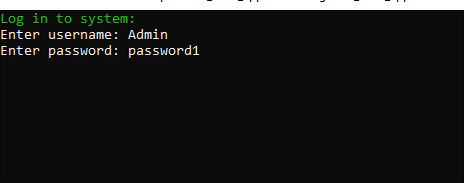 Log in to system:
Enter username: Admin
Enter password: password1